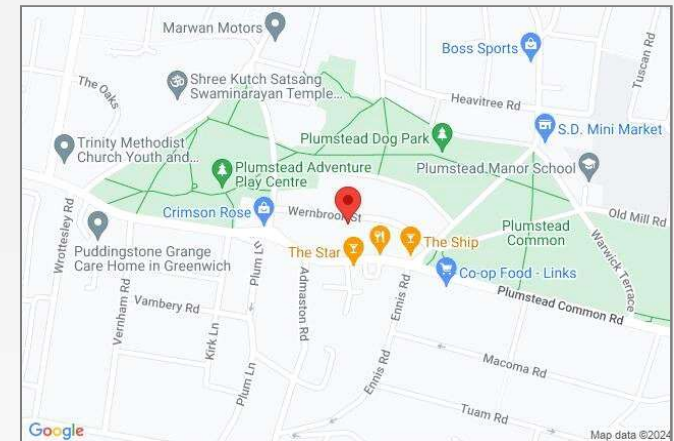 Marwan Motors
Boss Sports
Tuscan Rd
The Oaks
Shree Kutch Satsang
Swaminarayan Temple...
Heavitree Rd
S.D. Mini Market
Trinity Methodist
Church Youth and...
Plumstead Dog Park
Plumstead Manor School
Plumstead Adventure
Play Centre
Wrottesley Rd
Crimson Rose
Wernbrook St
Old Mill Rd
Plumstead
Common
Warwick Terrace
Puddingstone Grange
Care Home in Greenwich
The Star
The Ship
Co-op Food - Links
Plumstead Common Rd
Plum Ln
Admaston Rd
Ennis Rd
Vernham Rd
Vambery Rd
Kirk Ln
Macoma Rd
Plum Ln
Ennis Rd
Tuam Rd
Google
Map data ©2024